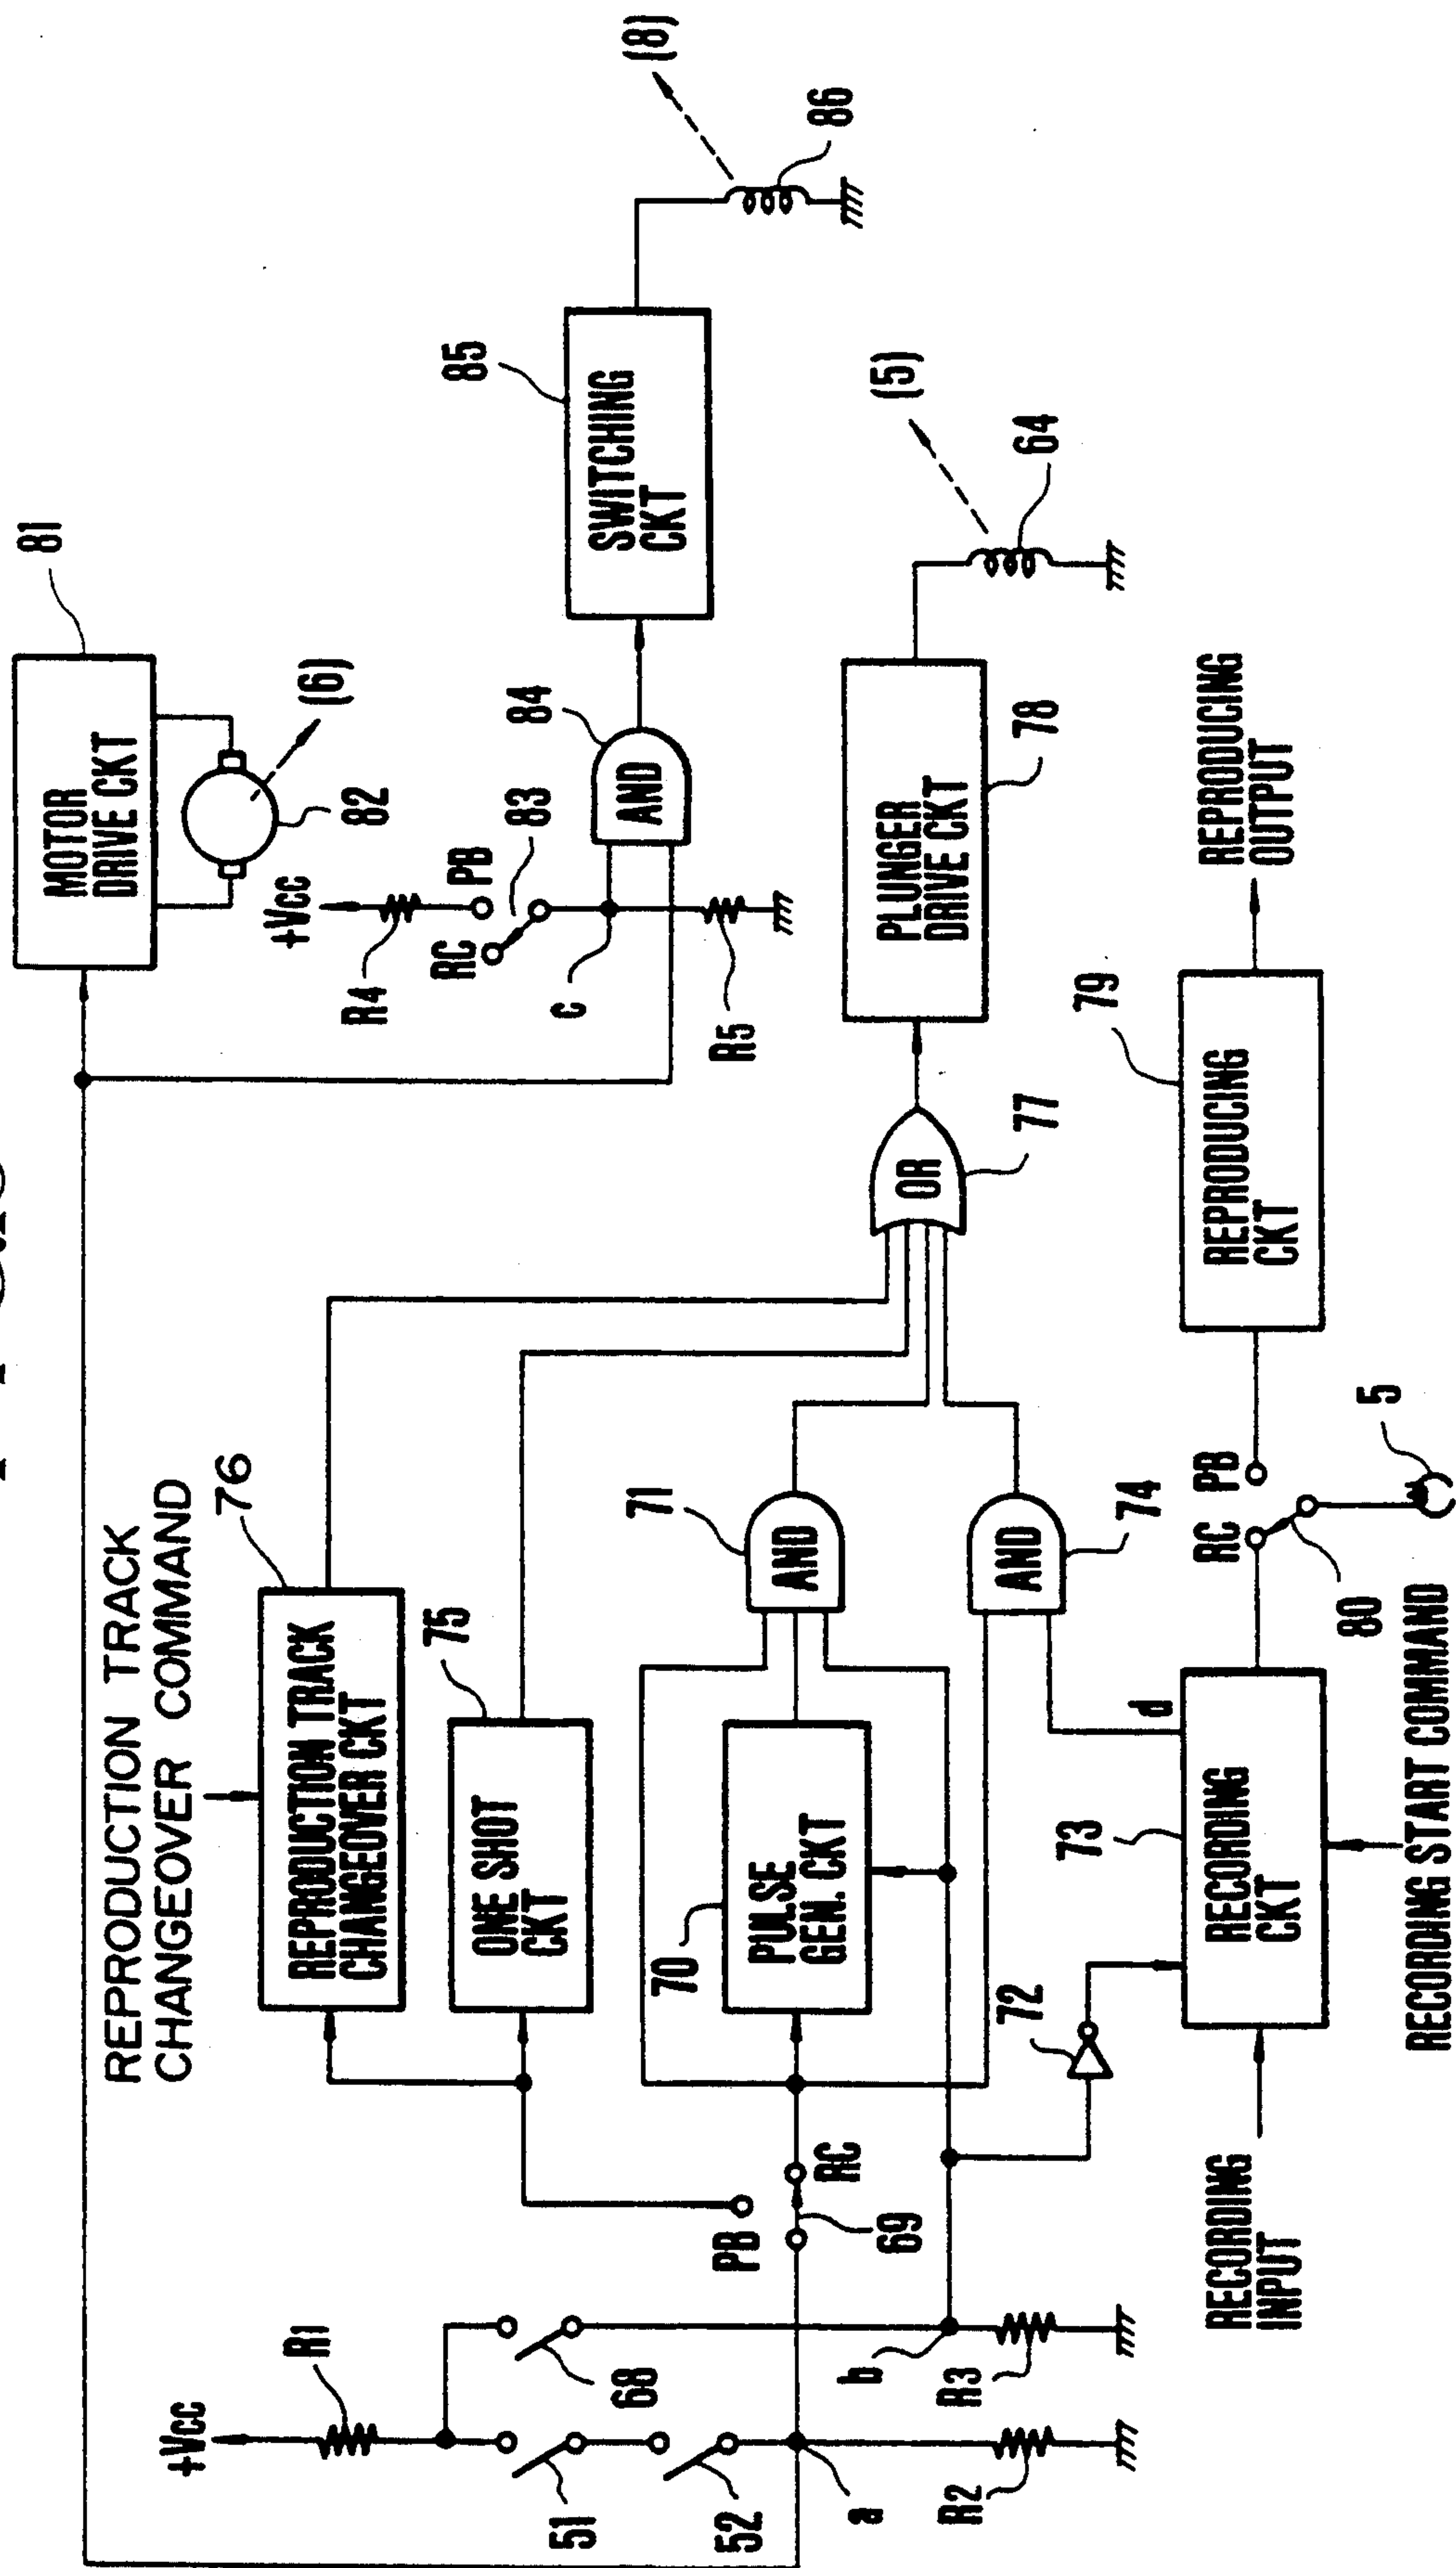 REPRODUCTION TRACK
CHANGEOVER COMMAND
76
REPRODUCTION TRACK
CHANGEOVER CKT
75
ONE SHOT
CKT
70
PULSE
GEN. CKT
71
AND
72
73
RECORDING
CKT
d
74
AND
RECORDING
INPUT
RECORDING START COMMAND
+Vcc
R1
51
52
68
a
b
R2
R3
PB
RC
69
81
MOTOR
DRIVE CKT
82
(6)
+Vcc
R4
RC
PB
83
c
R5
84
AND
85
SWITCHING
CKT
86
(8)
77
OR
78
PLUNGER
DRIVE CKT
64
(5)
79
REPRODUCING
CKT
REPRODUCING
OUTPUT
RC
PB
80
5